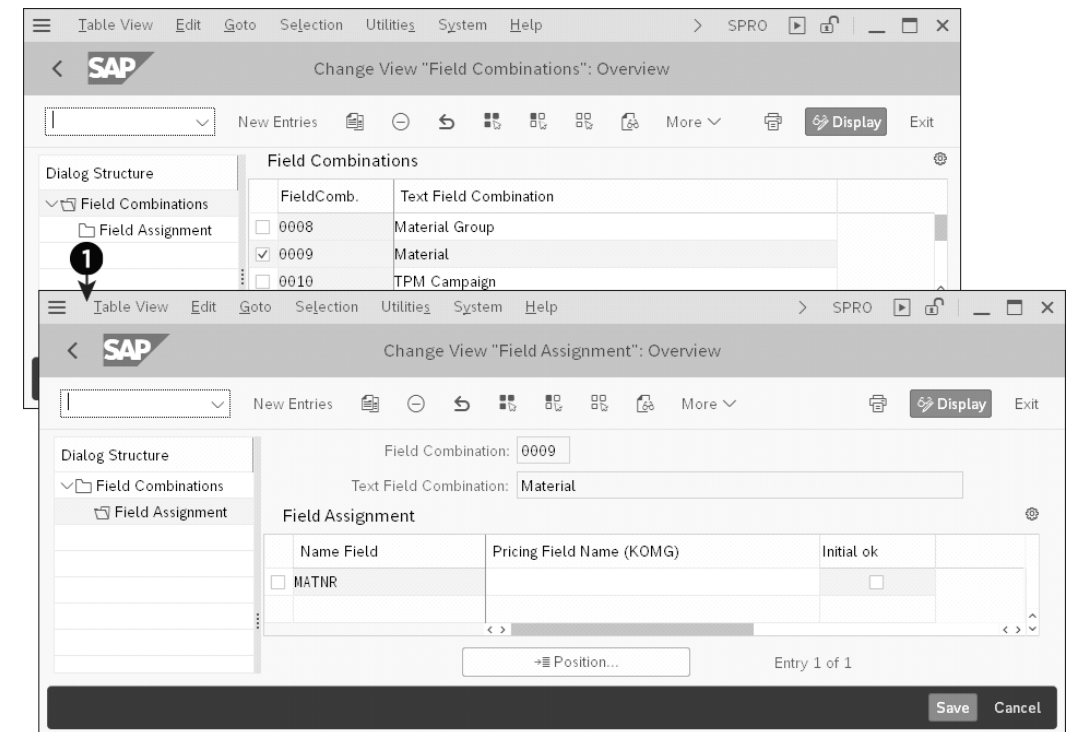 Table View Edit Goto Selection Utilities System Help SPRO
SAP Change View "Field Combinations": Overview
New Entries More Display Exit
Dialog Structure
Field Combinations
Field Assignment
Field Combinations
FieldComb. Text Field Combination
0008 Material Group
0009 Material
0010 TPM Campaign
1
Table View Edit Goto Selection Utilities System Help SPRO
SAP Change View "Field Assignment": Overview
New Entries More Display Exit
Dialog Structure
Field Combinations
Field Assignment
Field Combination: 0009
Text Field Combination: Material
Field Assignment
Name Field Pricing Field Name (KOMG) Initial ok
MATNR
Position... Entry 1 of 1
Save Cancel